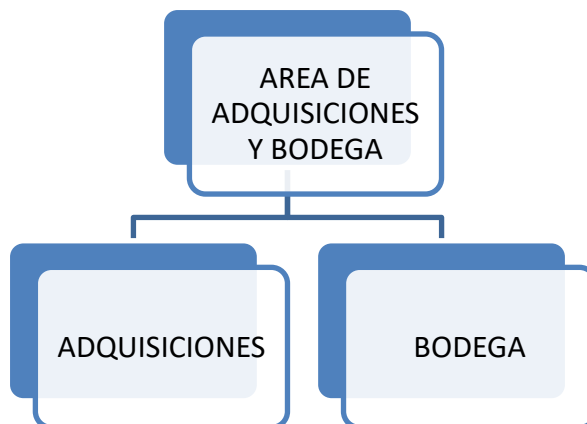 AREA DE
ADQUISICIONES
Y BODEGA
ADQUISICIONES
BODEGA